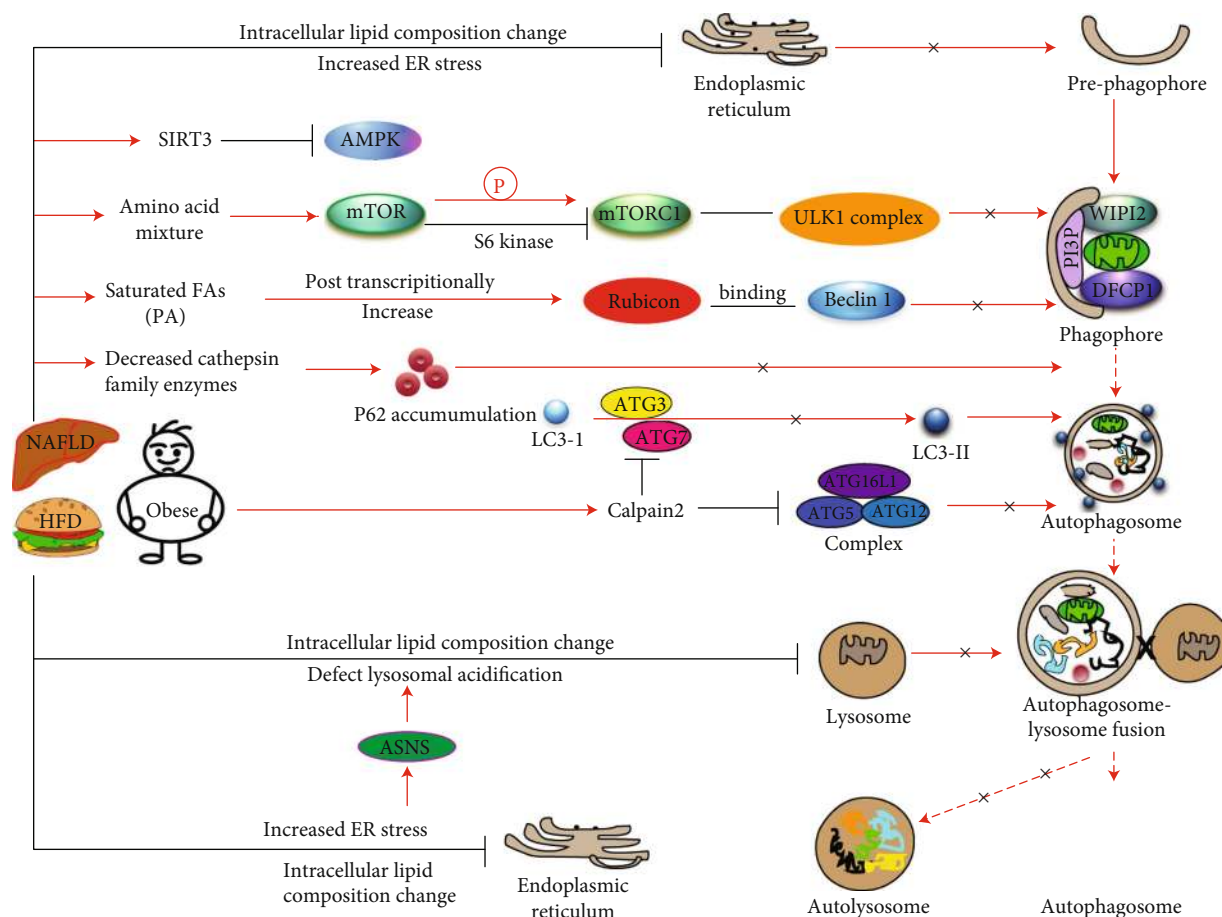 Intracellular lipid composition change
Increased ER stress
Endoplasmic
reticulum
Pre-phagophore
SIRT3
AMPK
Amino acid
mixture
mTOR
P
S6 kinase
mTORC1
ULK1 complex
WIPI2
PI3P
DFCP1
Phagophore
Saturated FAs
(PA)
Post transcripitionally
Increase
Rubicon
binding
Beclin 1
Decreased cathepsin
family enzymes
P62 accumumulation
LC3-1
ATG3
ATG7
LC3-II
NAFLD
HFD
Obese
Calpain2
ATG16L1
ATG5
ATG12
Complex
Autophagosome
Intracellular lipid composition change
Defect lysosomal acidification
Lysosome
Autophagosome-
lysosome fusion
ASNS
Increased ER stress
Intracellular lipid
composition change
Endoplasmic
reticulum
Autolysosome
Autophagosome